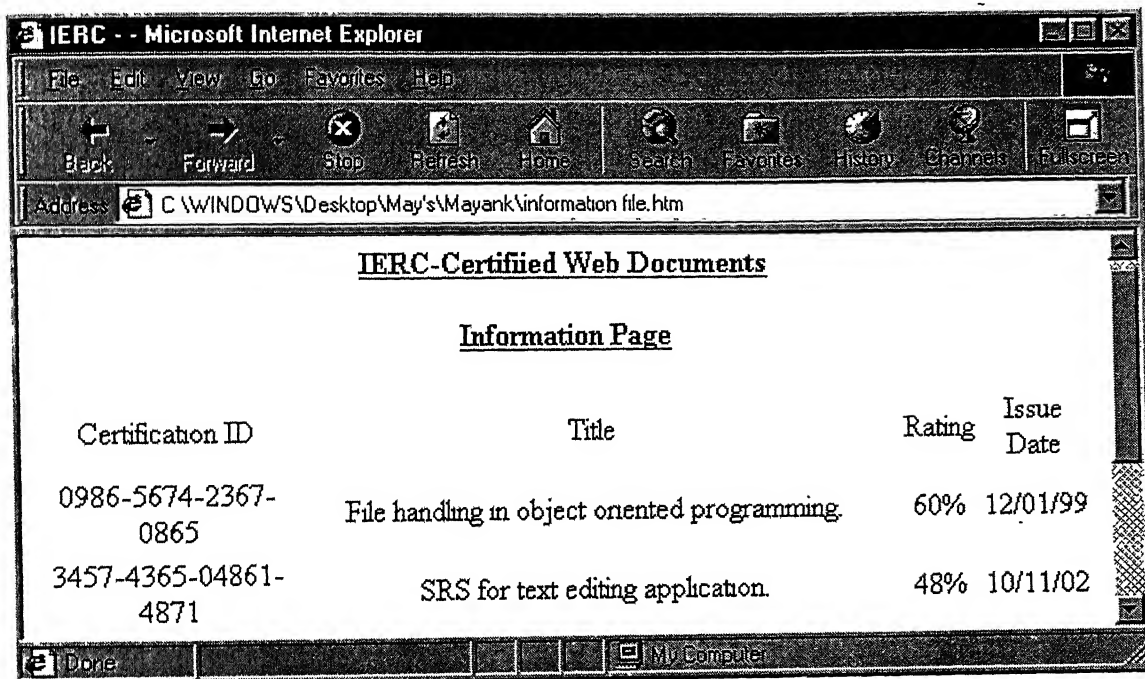 IERC - - Microsoft Internet Explorer
File Edit View Go Favorites Help
Back Forward Stop Refresh Home Search Favorites History Channels Fullscreen
Address C:\WINDOWS\Desktop\May's\Mayank\information file.htm
IERC-Certifiied Web Documents
Information Page
Certification ID Title Rating Issue
Date
0986-5674-2367-
0865 File handling in object oriented programming. 60% 12/01/99
3457-4365-04861-
4871 SRS for text editing application. 48% 10/11/02
Done My Computer